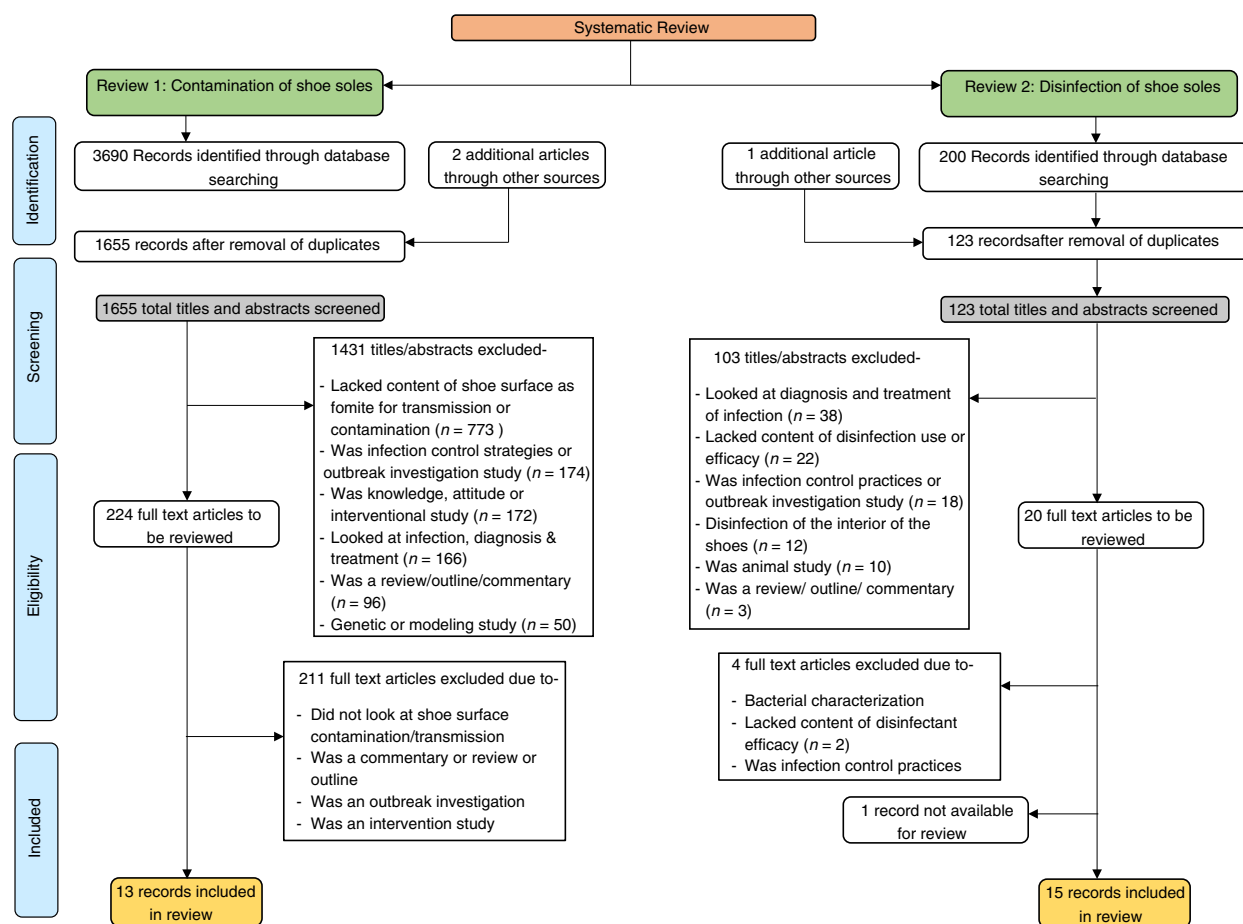 Systematic Review
Review 1: Contamination of shoe soles
Review 2: Disinfection of shoe soles
Identification
3690 Records identified through database
searching
2 additional articles
through other sources
1 additional article
through other sources
200 Records identified through database
searching
1655 records after removal of duplicates
123 recordsafter removal of duplicates
Screening
1655 total titles and abstracts screened
123 total titles and abstracts screened
1431 titles/abstracts excluded-
- Lacked content of shoe surface as
fomite for transmission or
contamination
(n = 773 )
- Was infection control strategies or
outbreak investigation study (n = 174)
- Was knowledge, attitude or
interventional study (n = 172)
- Looked at infection, diagnosis &
treatment (n = 166)
- Was a review/outline/commentary
(n = 96)
- Genetic or modeling study (n = 50)
103 titles/abstracts excluded-
- Looked at diagnosis and treatment
of infection (n = 38)
- Lacked content of disinfection use or
efficacy (n = 22)
- Was infection control practices or
outbreak investigation study (n = 18)
- Disinfection of the interior of the
shoes (n = 12)
- Was animal study (n = 10)
- Was a review/ outline/ commentary
(n = 3)
Eligibility
224 full text articles to
be reviewed
20 full text articles to be
reviewed
211 full text articles excluded due to-
- Did not look at shoe surface
contamination/transmission
- Was a commentary or review or
outline
- Was an outbreak investigation
- Was an intervention study
4 full text articles excluded due to-
- Bacterial characterization
- Lacked content of disinfectant
efficacy (n = 2)
- Was infection control practices
Included
1 record not available
for review
13 records included
in review
15 records included
in review